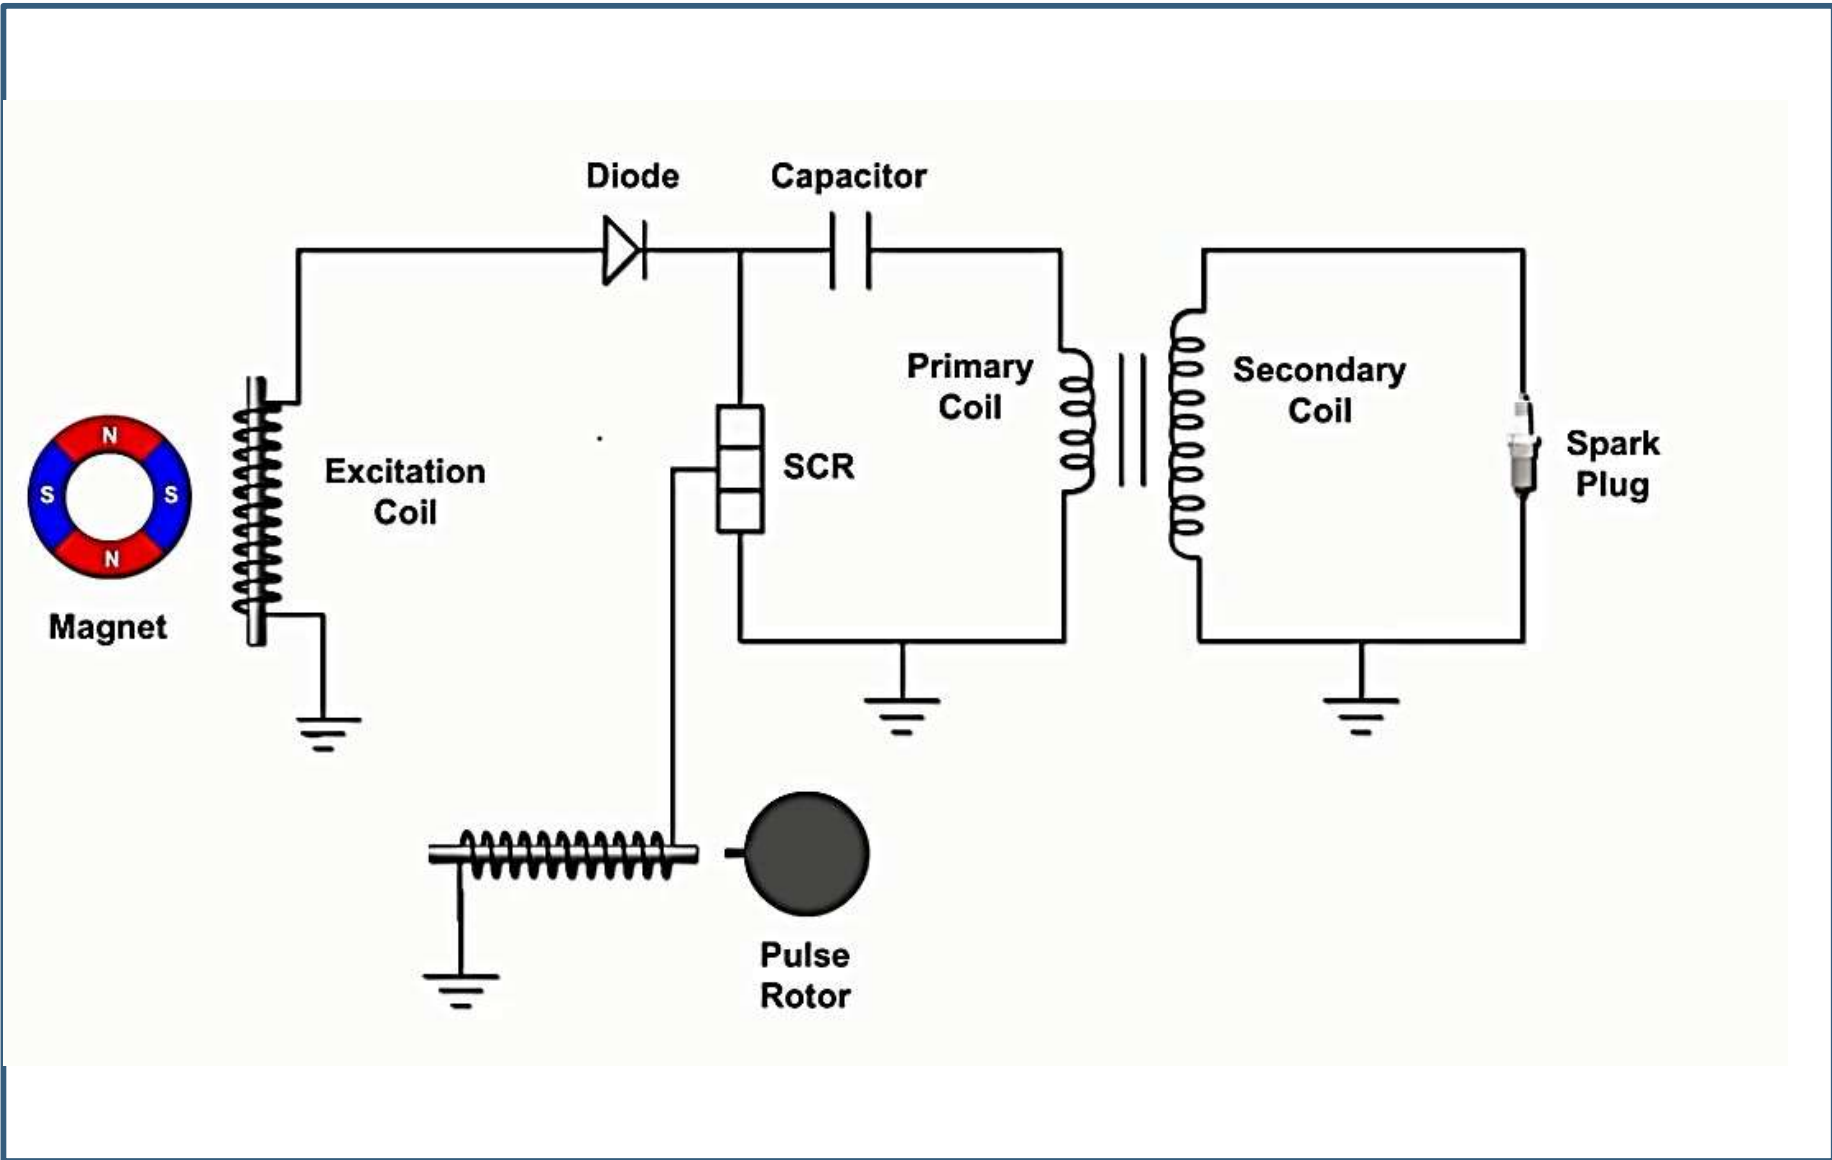 Diode
Capacitor
N
S
S
N
Magnet
Excitation
Coil
SCR
Primary
Coil
Secondary
Coil
Spark
Plug
Pulse
Rotor